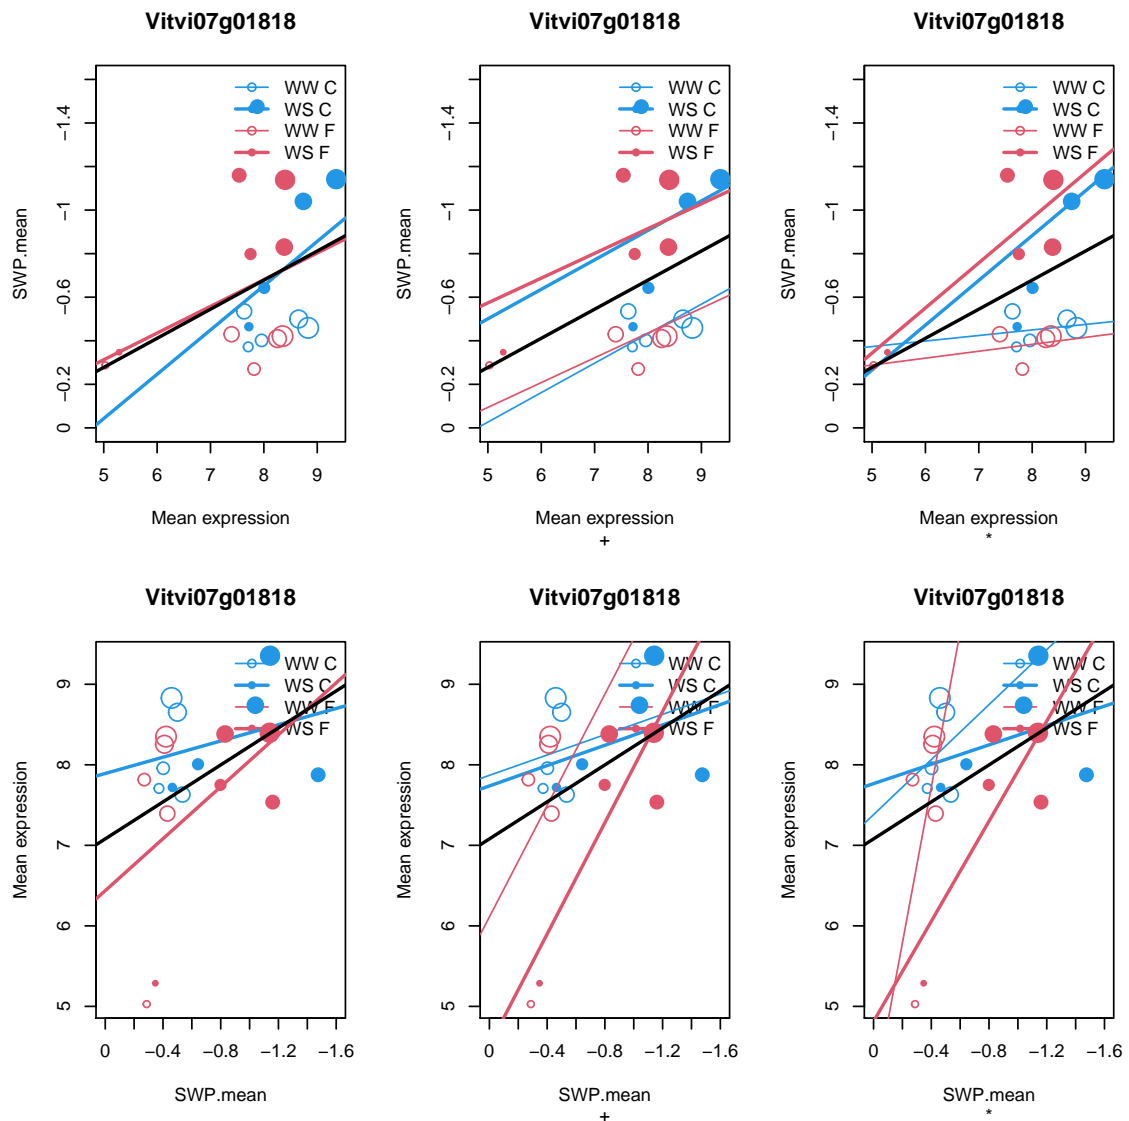 Vitvi07g01818
Vitvi07g01818
Vitvi07g01818
SWP.mean
−1.4
−1
−0.6
−0.2
0
WW C
WS C
WW F
WS F
5 6 7 8 9
Mean expression
SWP.mean
−1.4
−1
−0.6
−0.2
0
WW C
WS C
WW F
WS F
5 6 7 8 9
Mean expression
+
SWP.mean
−1.4
−1
−0.6
−0.2
0
WW C
WS C
WW F
WS F
5 6 7 8 9
Mean expression
*
Vitvi07g01818
Vitvi07g01818
Vitvi07g01818
Mean expression
9
8
7
6
5
WW C
WS C
WW F
WS F
0 −0.4 −0.8 −1.2 −1.6
SWP.mean
Mean expression
9
8
7
6
5
WW C
WS C
WW F
WS F
0 −0.4 −0.8 −1.2 −1.6
SWP.mean
+
Mean expression
9
8
7
6
5
WW C
WS C
WW F
WS F
0 −0.4 −0.8 −1.2 −1.6
SWP.mean
*